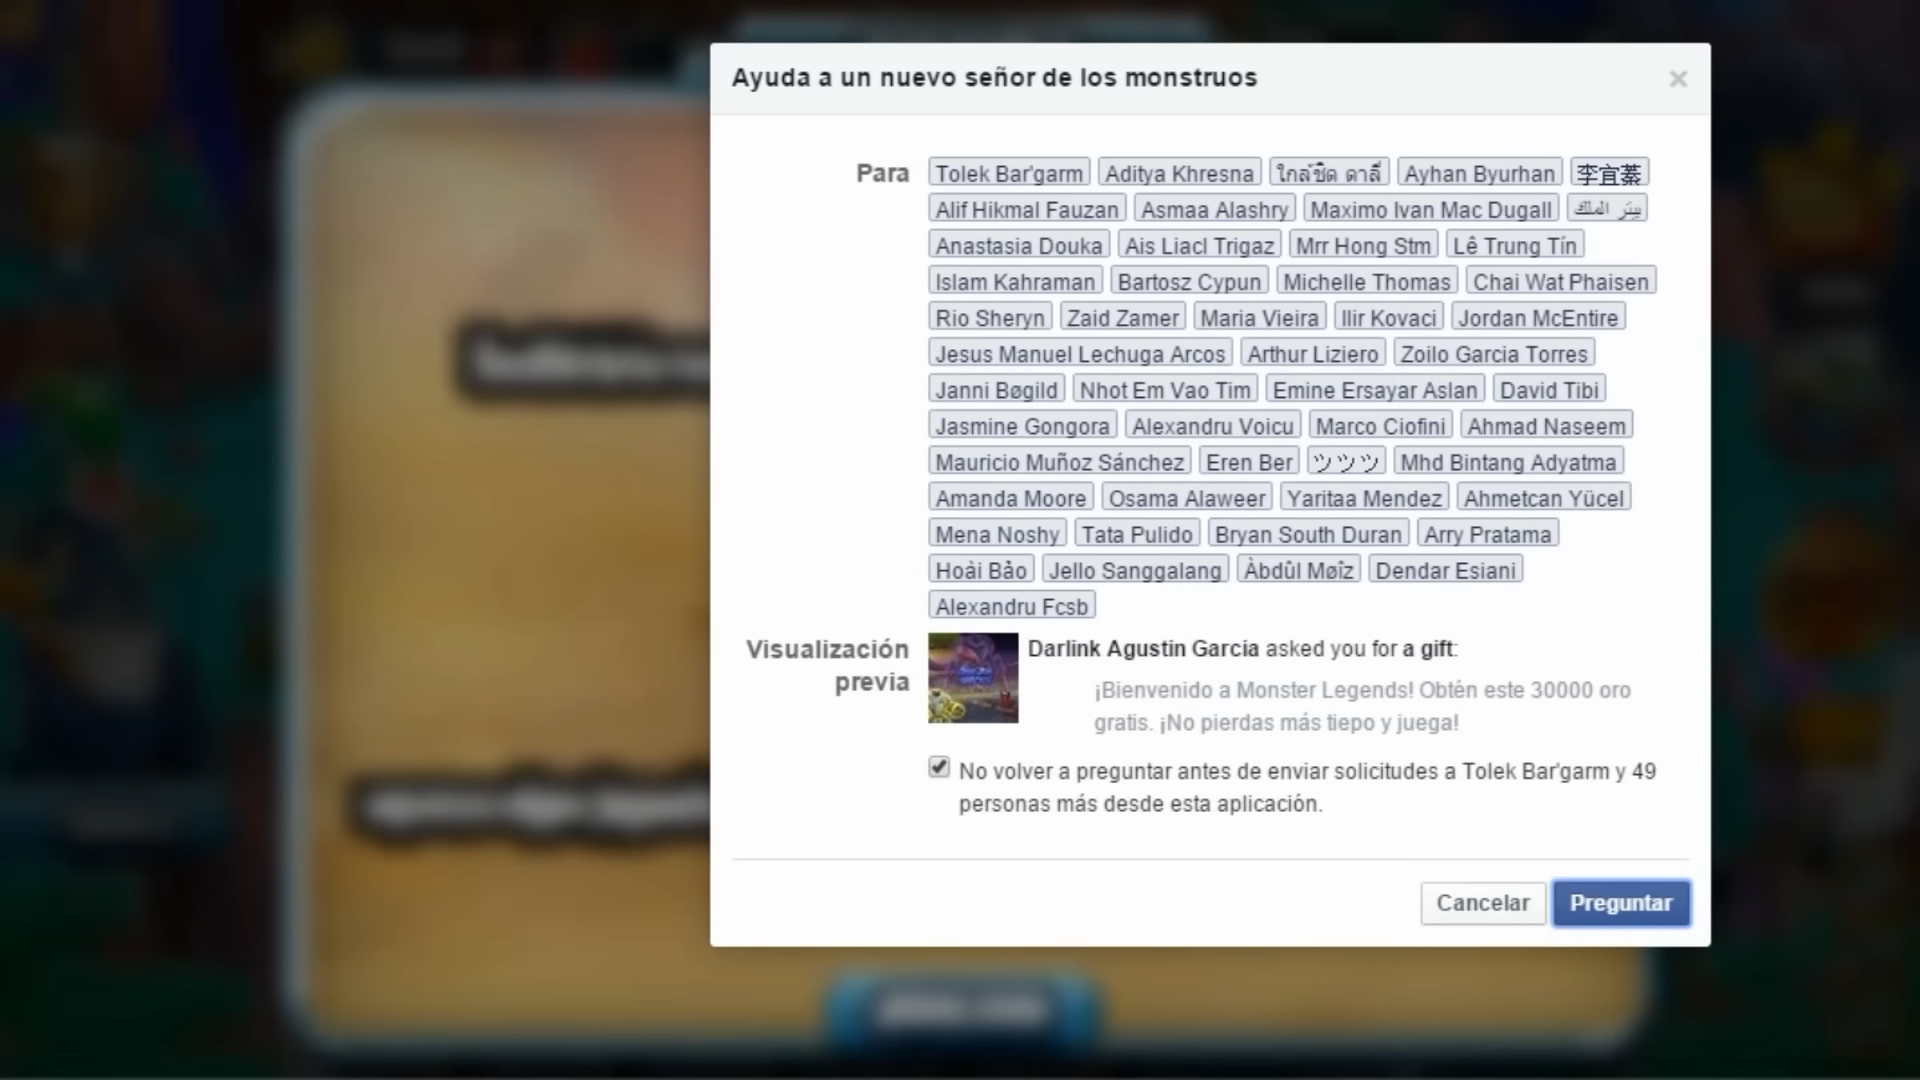 Ayuda a un nuevo señor de los monstruos ×
Para Tolek Bar'garm Aditya Khresna ใกล้ชิด ดาลี่ Ayhan Byurhan 李宜蓁
Alif Hikmal Fauzan Asmaa Alashry Maximo Ivan Mac Dugall بيتر الملك
Anastasia Douka Ais Liacl Trigaz Mrr Hong Stm Lê Trung Tín
Islam Kahraman Bartosz Cypun Michelle Thomas Chai Wat Phaisen
Rio Sheryn Zaid Zamer Maria Vieira Ilir Kovaci Jordan McEntire
Jesus Manuel Lechuga Arcos Arthur Liziero Zoilo Garcia Torres
Janni Bøgild Nhot Em Vao Tim Emine Ersayar Aslan David Tibi
Jasmine Gongora Alexandru Voicu Marco Ciofini Ahmad Naseem
Mauricio Muñoz Sánchez Eren Ber ツツツ Mhd Bintang Adyatma
Amanda Moore Osama Alaweer Yaritaa Mendez Ahmetcan Yücel
Mena Noshy Tata Pulido Bryan South Duran Arry Pratama
Hoài Bảo Jello Sanggalang Àbdûl Møîz Dendar Esiani
Alexandru Fcsb
Visualización previa
Darlink Agustin Garcia asked you for a gift:
¡Bienvenido a Monster Legends! Obtén este 30000 oro
gratis. ¡No pierdas más tiepo y juega!
No volver a preguntar antes de enviar solicitudes a Tolek Bar'garm y 49
personas más desde esta aplicación.
Cancelar Preguntar